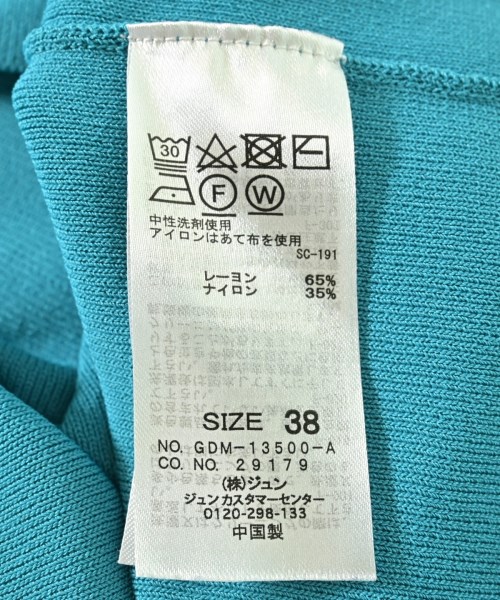 30
F W
中性洗剤使用
アイロンはあて布を使用
SC-191
レーヨン 65%
ナイロン 35%
SIZE 38
NO. GDM-13500-A
CO. NO. 29179
(株)ジュン
ジュンカスタマーセンター
0120-298-133
中国製